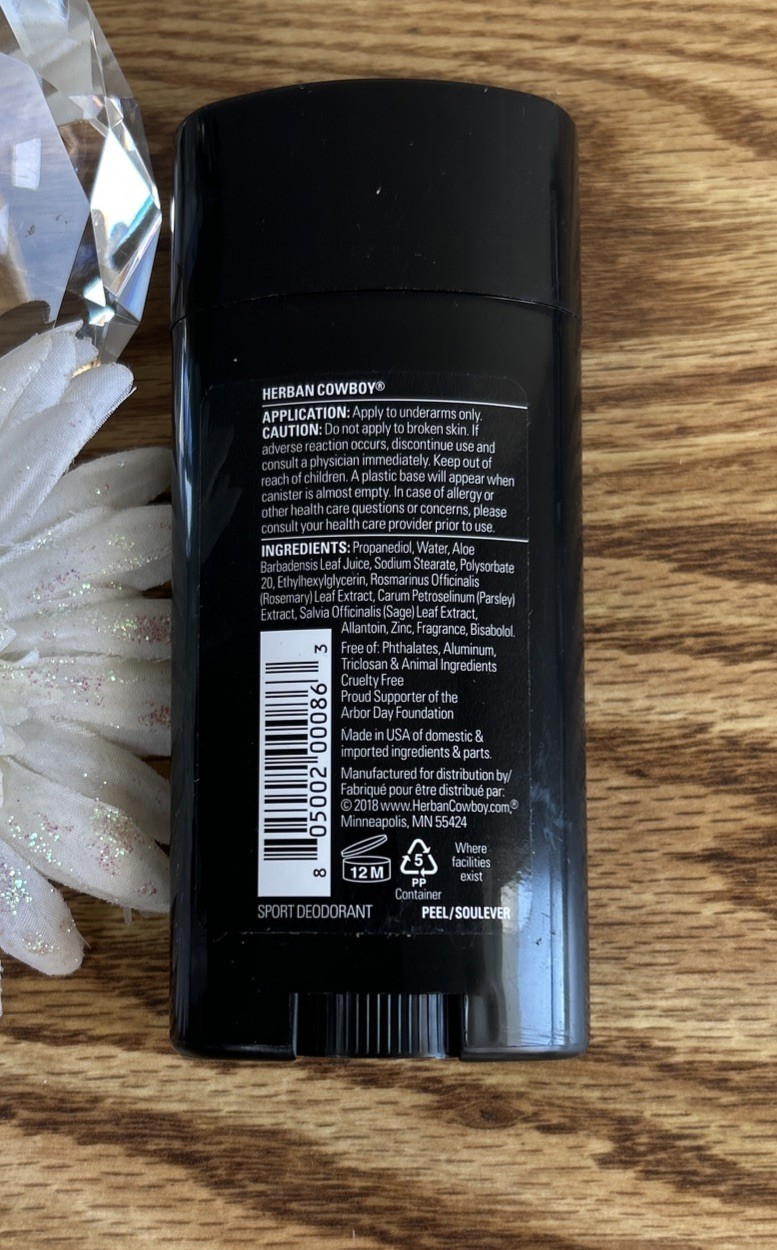 HERBAN COWBOY®
APPLICATION: Apply to underarms only.
CAUTION: Do not apply to broken skin. If
adverse reaction occurs, discontinue use and
consult a physician immediately. Keep out of
reach of children. A plastic base will appear when
canister is almost empty. In case of allergy or
other health care questions or concerns, please
consult your health care provider prior to use.
INGREDIENTS: Propanediol, Water, Aloe
Barbadensis Leaf Juice, Sodium Stearate, Polysorbate
20, Ethylhexylglycerin, Rosmarinus Officinalis
(Rosemary) Leaf Extract, Carum Petroselinum (Parsley)
Extract, Salvia Officinalis (Sage) Leaf Extract,
Allantoin, Zinc, Fragrance, Bisabolol.
Free of: Phthalates, Aluminum,
Triclosan & Animal Ingredients
Cruelty Free
Proud Supporter of the
Arbor Day Foundation
Made in USA of domestic &
imported ingredients & parts.
Manufactured for distribution by/
Fabriqué pour être distribué par:
© 2018 www.HerbanCowboy.com,®
Minneapolis, MN 55424
8 05002 00086 3
12 M
5
PP
Container
Where
facilities
exist
SPORT DEODORANT
PEEL/SOULEVER